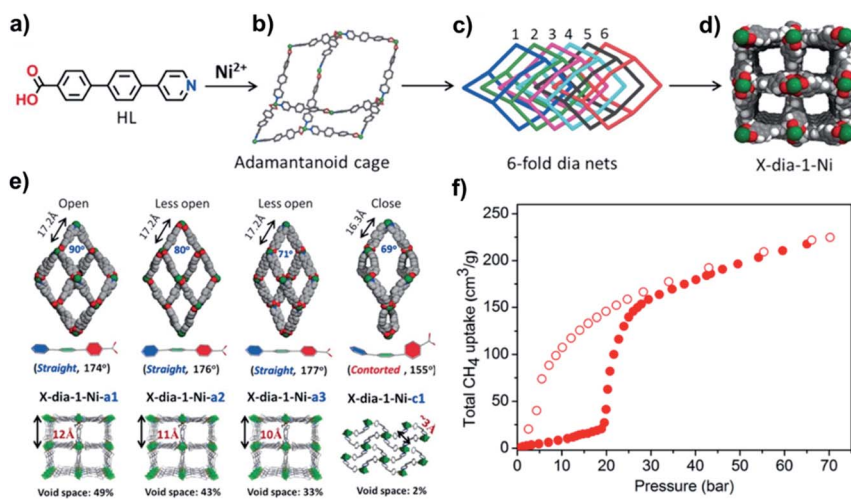 a)
HO
O
N
HL
Ni²⁺
b)
Adamantanoid cage
c)
1 2 3 4 5 6
6-fold dia nets
d)
X-dia-1-Ni
e)
Open
17.2Å
90°
(Straight, 174°)
X-dia-1-Ni-a1
12Å
Void space: 49%
Less open
17.2Å
80°
(Straight, 176°)
X-dia-1-Ni-a2
11Å
Void space: 43%
Less open
17.2Å
71°
(Straight, 177°)
X-dia-1-Ni-a3
10Å
Void space: 33%
Close
16.3Å
69°
(Contorted, 155°)
X-dia-1-Ni-c1
~3Å
Void space: 2%
f)
Total CH₄ uptake (cm³/g)
250
200
150
100
50
0
0 10 20 30 40 50 60 70
Pressure (bar)